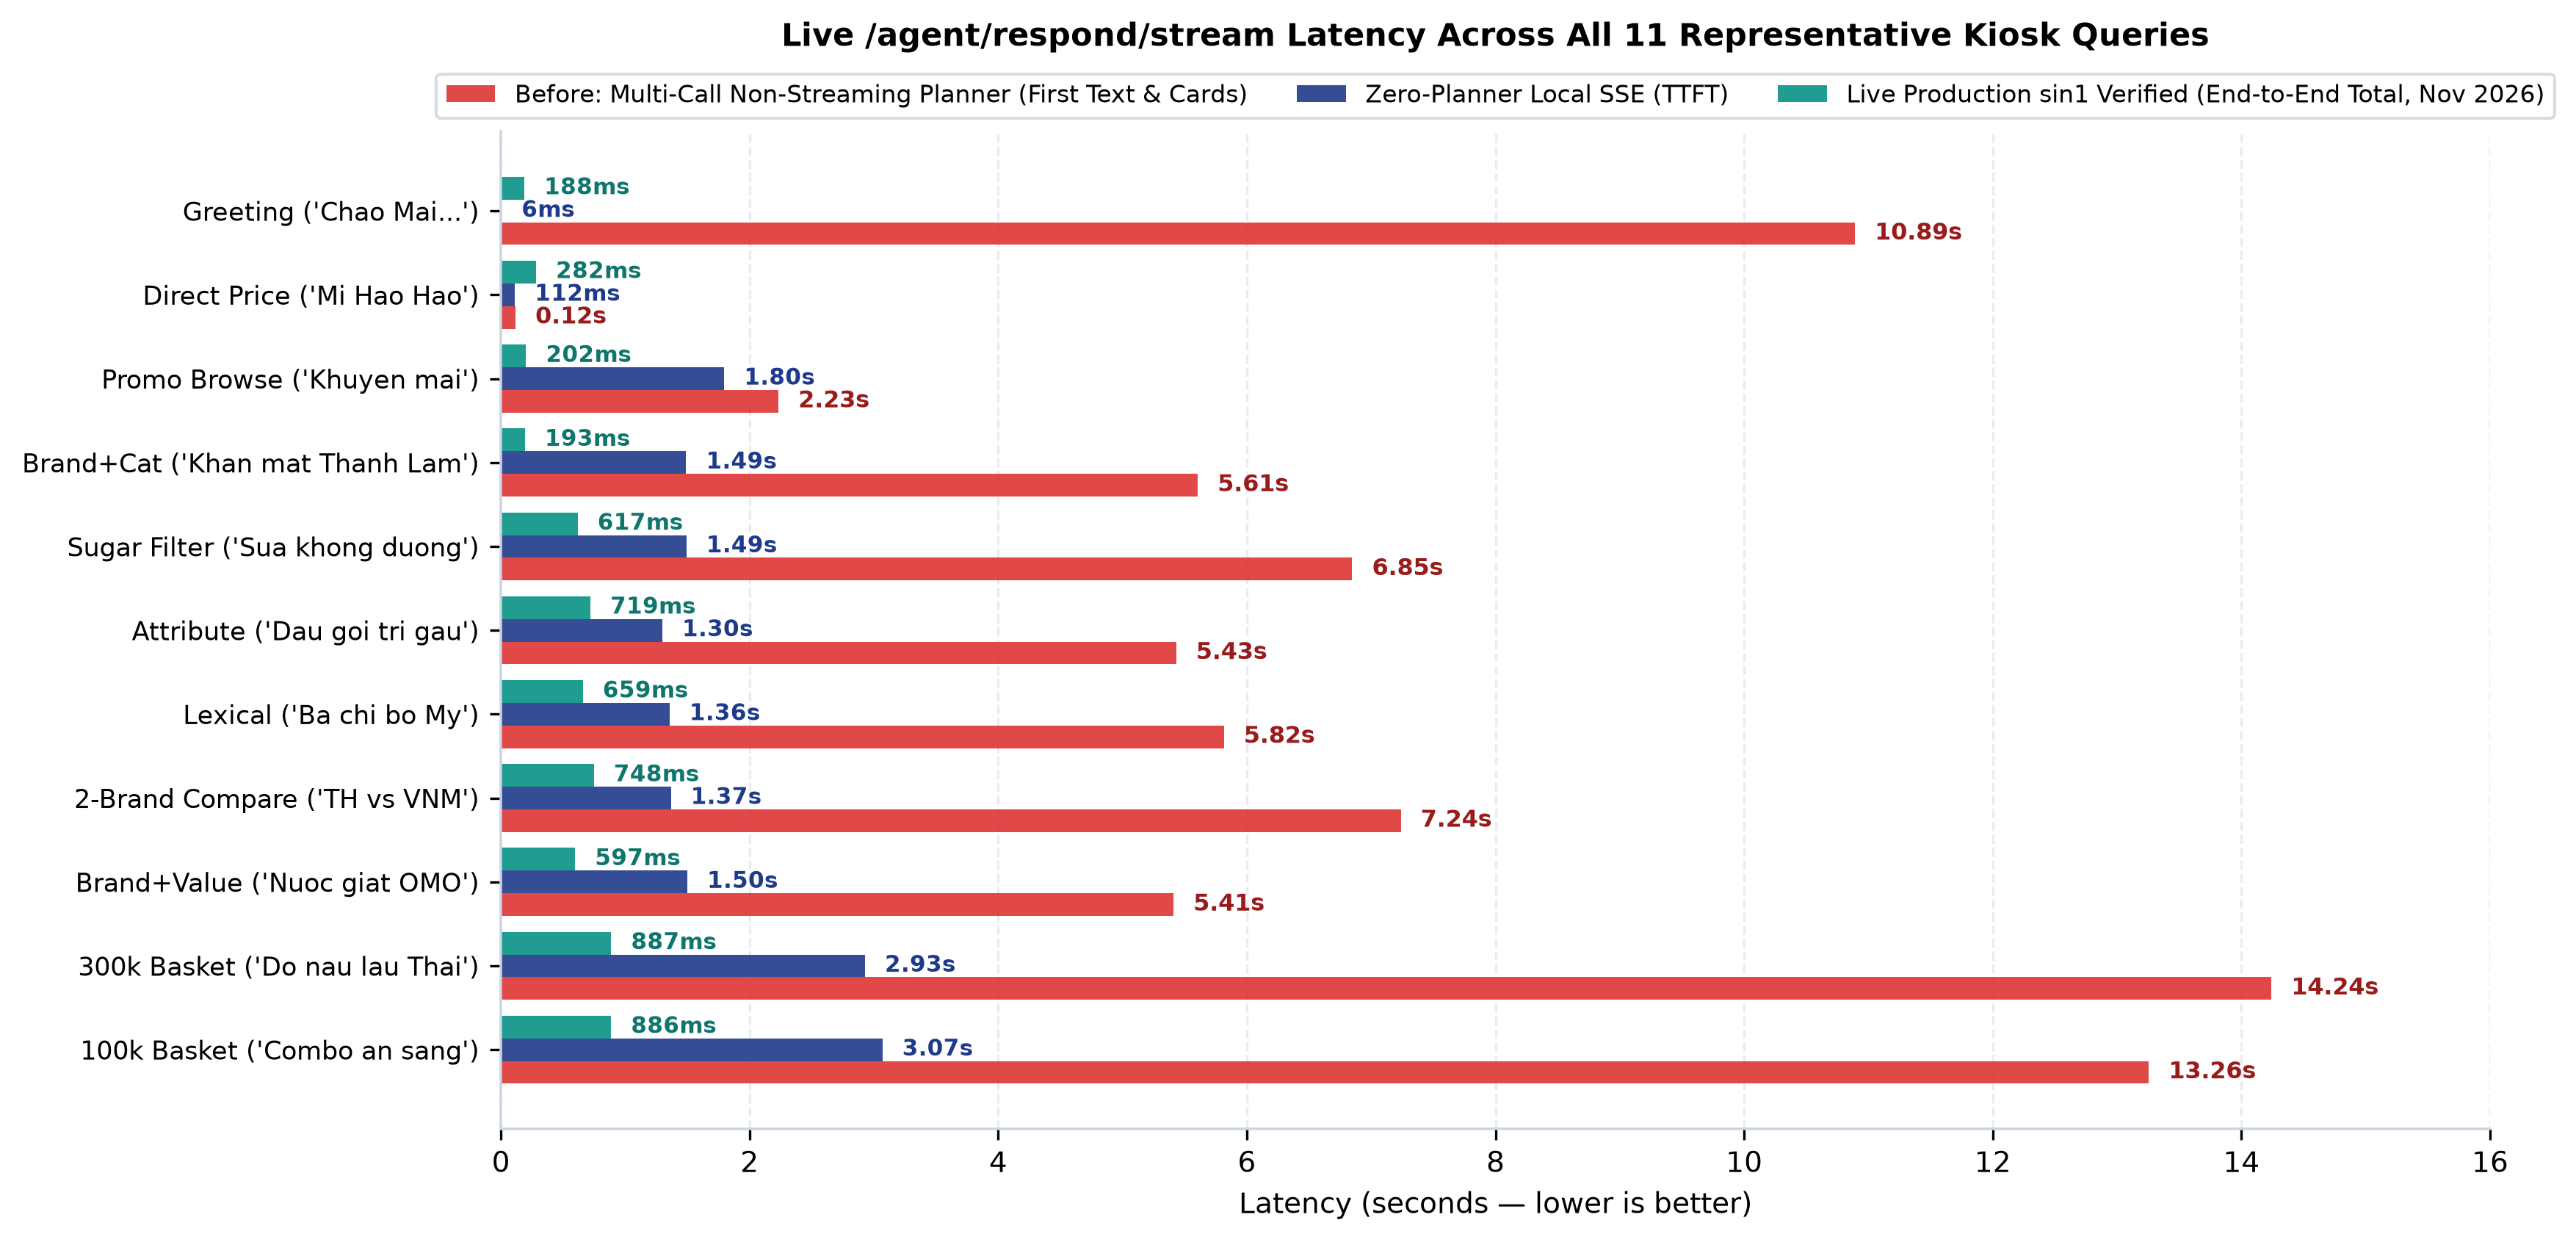 Live /agent/respond/stream Latency Across All 11 Representative Kiosk Queries
Before: Multi-Call Non-Streaming Planner (First Text & Cards)
Zero-Planner Local SSE (TTFT)
Live Production sin1 Verified (End-to-End Total, Nov 2026)
Greeting ('Chao Mai...')
188ms
6ms
10.89s
Direct Price ('Mi Hao Hao')
282ms
112ms
0.12s
Promo Browse ('Khuyen mai')
202ms
1.80s
2.23s
Brand+Cat ('Khan mat Thanh Lam')
193ms
1.49s
5.61s
Sugar Filter ('Sua khong duong')
617ms
1.49s
6.85s
Attribute ('Dau goi tri gau')
719ms
1.30s
5.43s
Lexical ('Ba chi bo My')
659ms
1.36s
5.82s
2-Brand Compare ('TH vs VNM')
748ms
1.37s
7.24s
Brand+Value ('Nuoc giat OMO')
597ms
1.50s
5.41s
300k Basket ('Do nau lau Thai')
887ms
2.93s
14.24s
100k Basket ('Combo an sang')
886ms
3.07s
13.26s
0 2 4 6 8 10 12 14 16
Latency (seconds — lower is better)